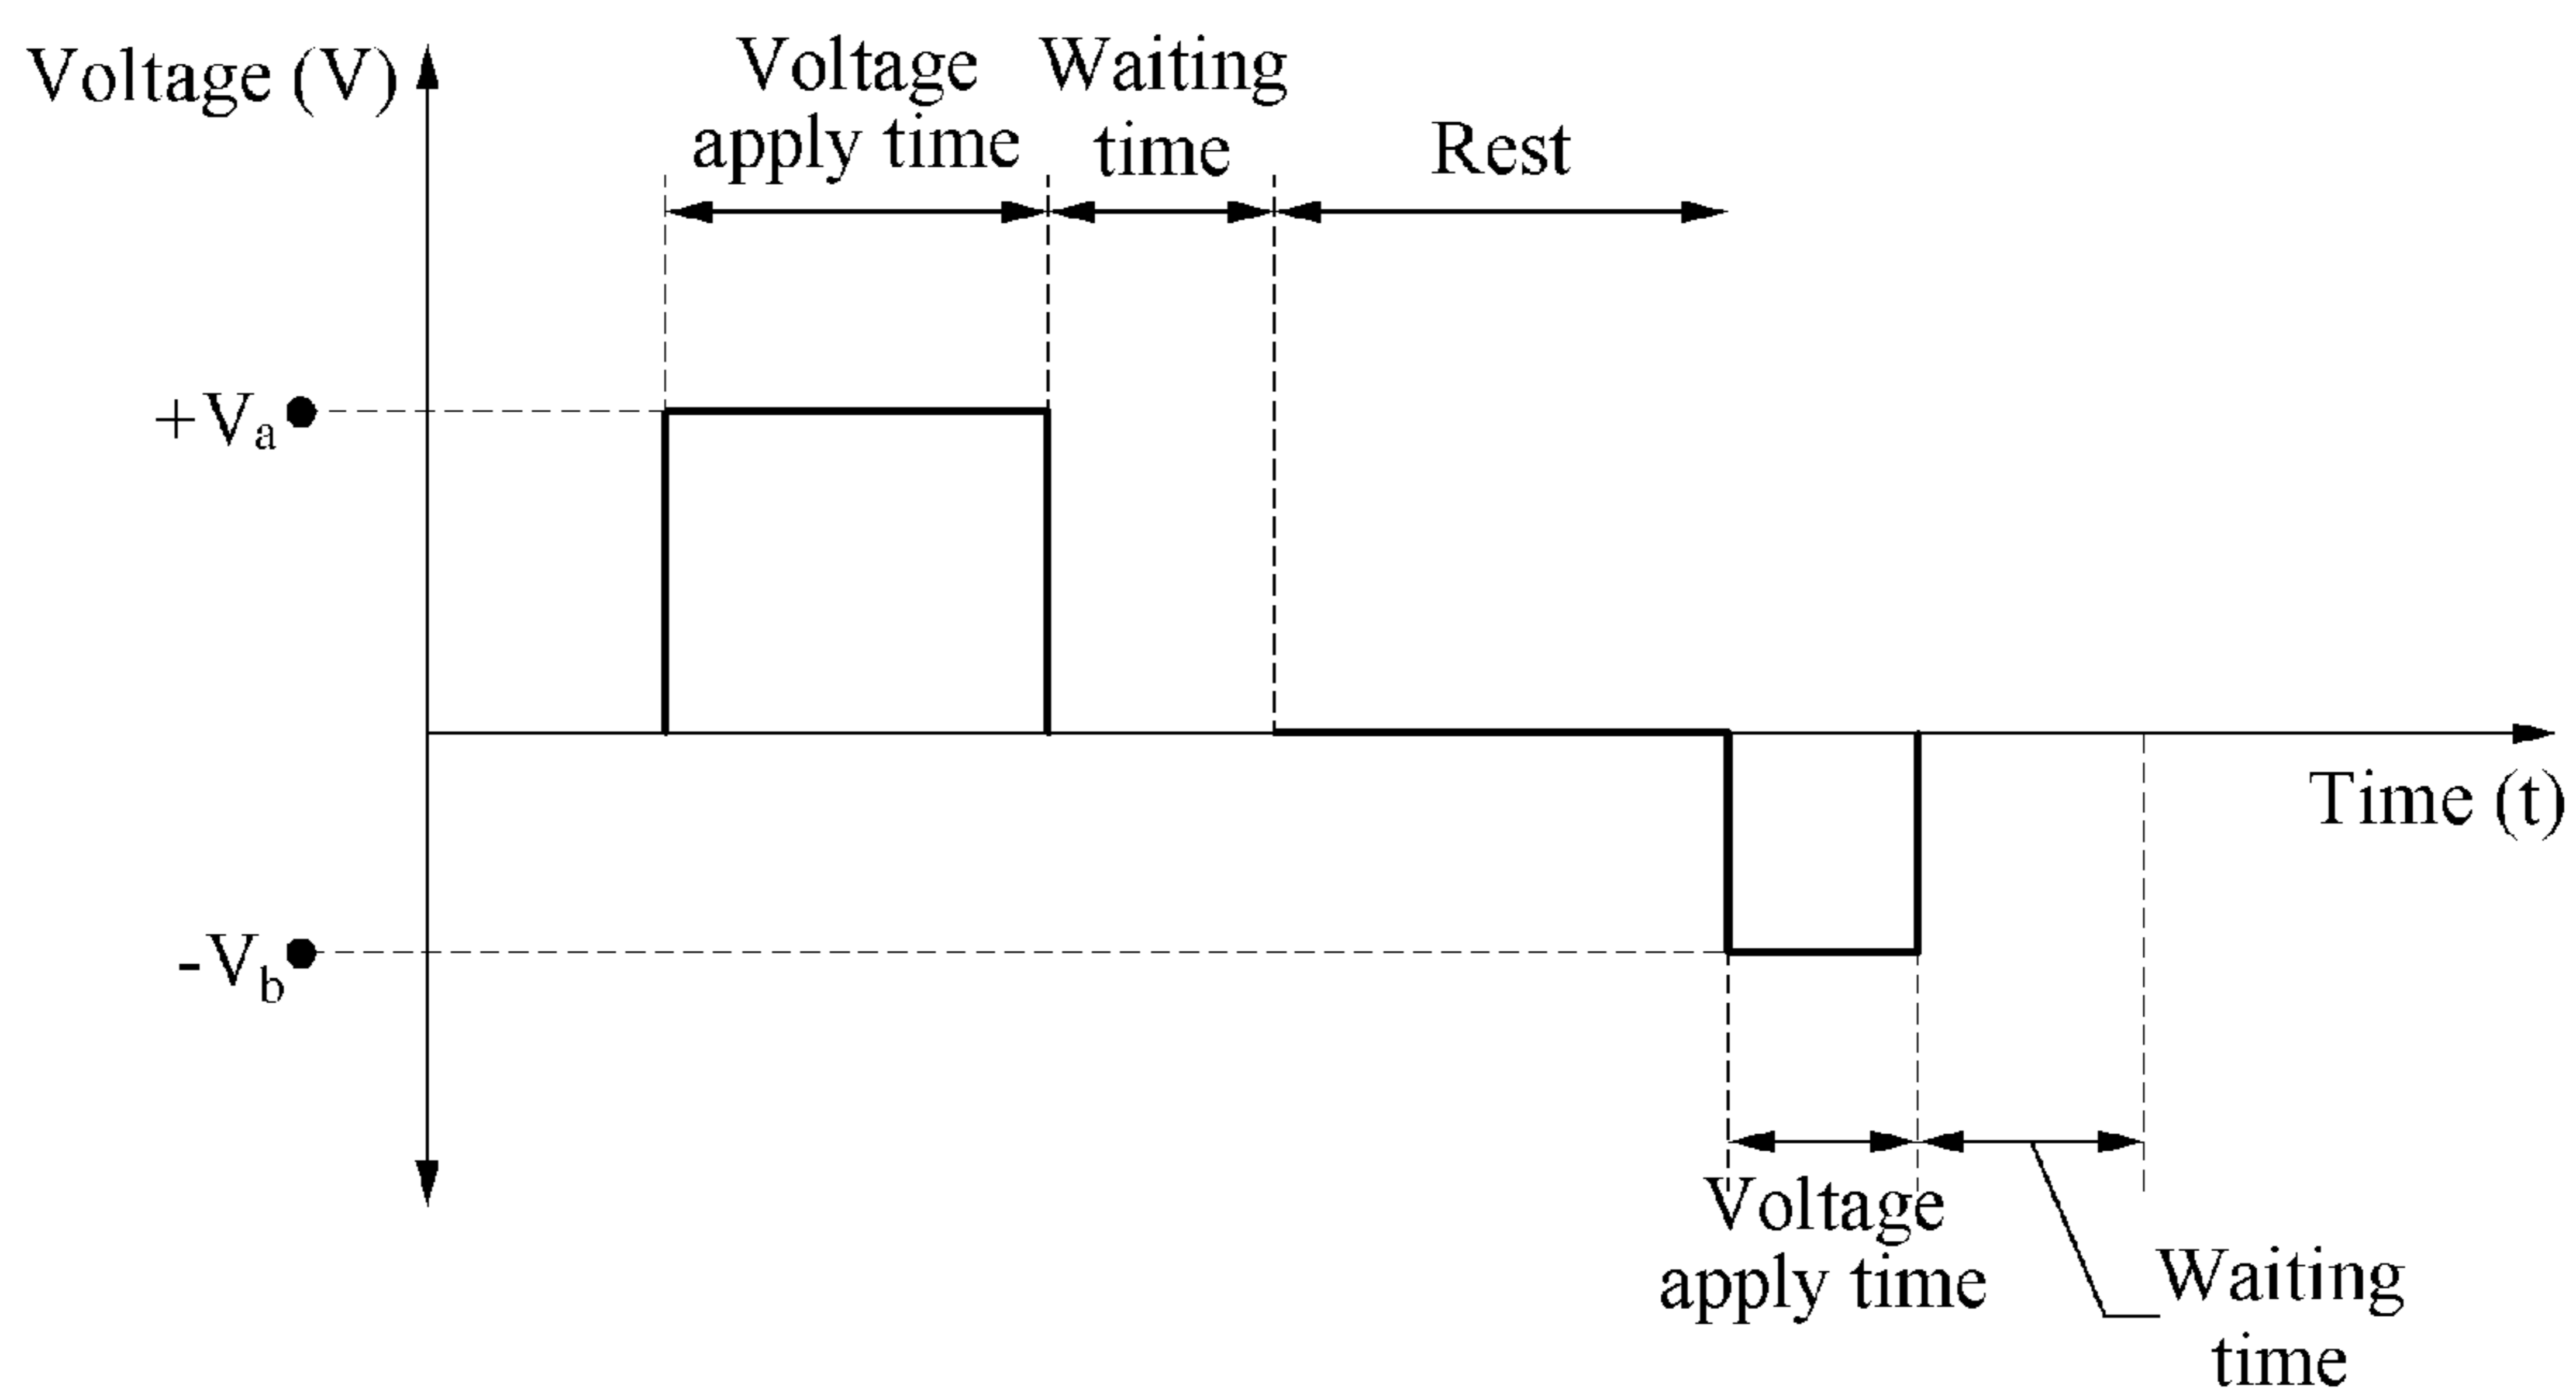 Voltage (V)
Voltage
apply time
Waiting
time
Rest
+Va
-Vb
Time (t)
Voltage
apply time
Waiting
time